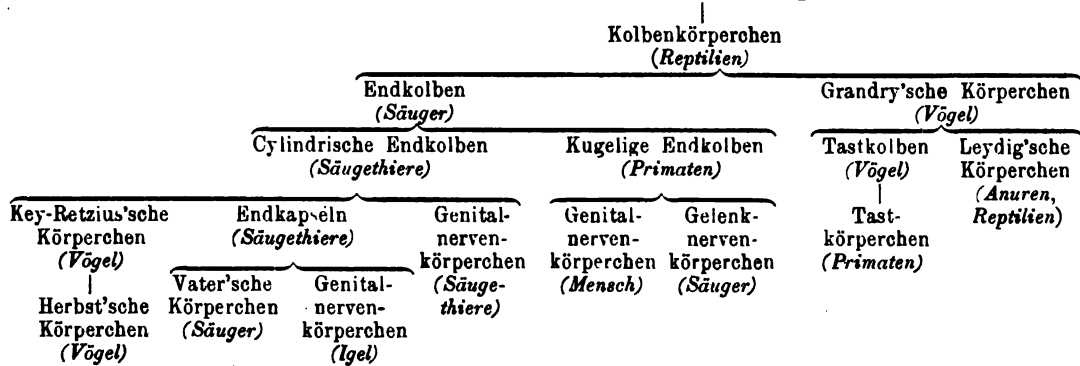 Kolbenkörperchen
(Reptilien)
Endkolben
(Säuger)
Grandry'sche Körperchen
(Vögel)
Cylindrische Endkolben
(Säugethiere)
Kugelige Endkolben
(Primaten)
Tastkolben
(Vögel)
Tast-
körperchen
(Primaten)
Leydig'sche
Körperchen
(Anuren,
Reptilien)
Key-Retzius'sche
Körperchen
(Vögel)
Herbst'sche
Körperchen
(Vögel)
Endkapseln
(Säugethiere)
Vater'sche
Körperchen
(Säuger)
Genital-
nerven-
körperchen
(Igel)
Genital-
nerven-
körperchen
(Säuge-
thiere)
Genital-
nerven-
körperchen
(Mensch)
Gelenk-
nerven-
körperchen
(Säuger)